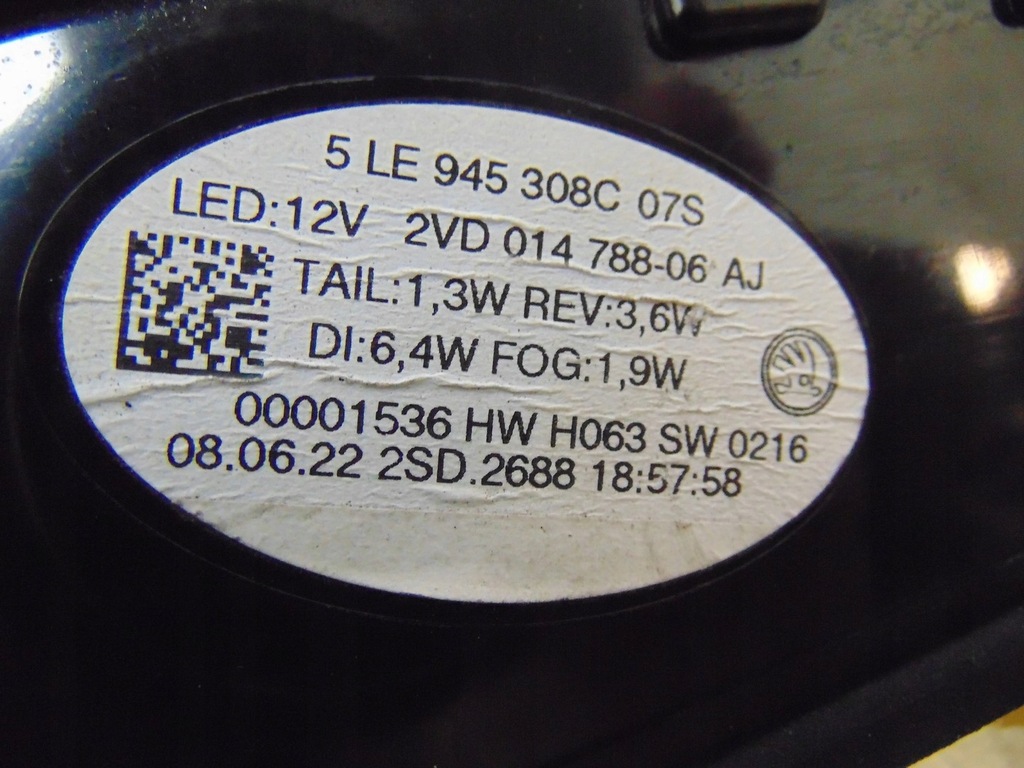 5 LE 945 308C 07S
LED:12V 2VD 014 788-06 AJ
TAIL:1,3W REV:3,6W
DI:6,4W FOG:1,9W
00001536 HW H063 SW 0216
08.06.22 2SD.2688 18:57:58